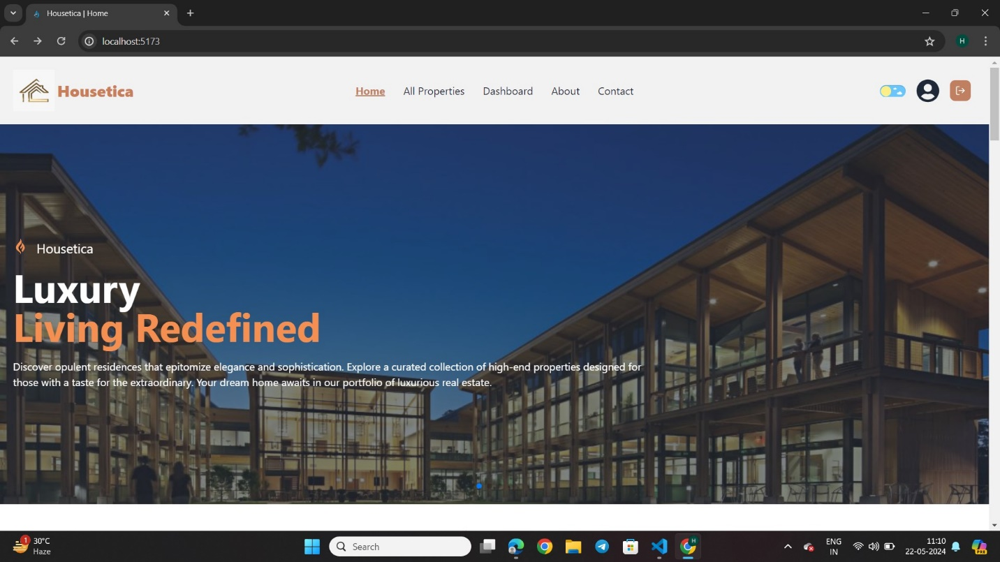 Housetica | Home
localhost:5173
H
Housetica
Home
All Properties
Dashboard
About
Contact
Housetica
Luxury
Living Redefined
Discover opulent residences that epitomize elegance and sophistication. Explore a curated collection of high-end properties designed for
those with a taste for the extraordinary. Your dream home awaits in our portfolio of luxurious real estate.
1
30°C
Haze
Search
H
ENG
IN
11:10
22-05-2024
PRE